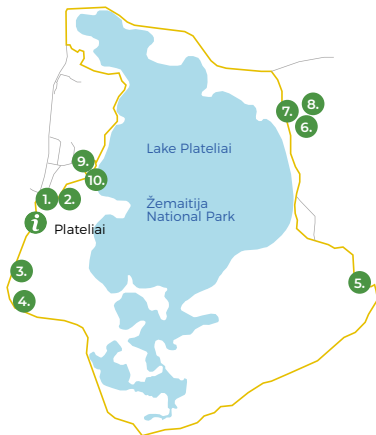 8.
7.
6.
Lake Plateliai
9.
10.
1.
2.
Žemaitija
National Park
i
Plateliai
3.
5.
4.